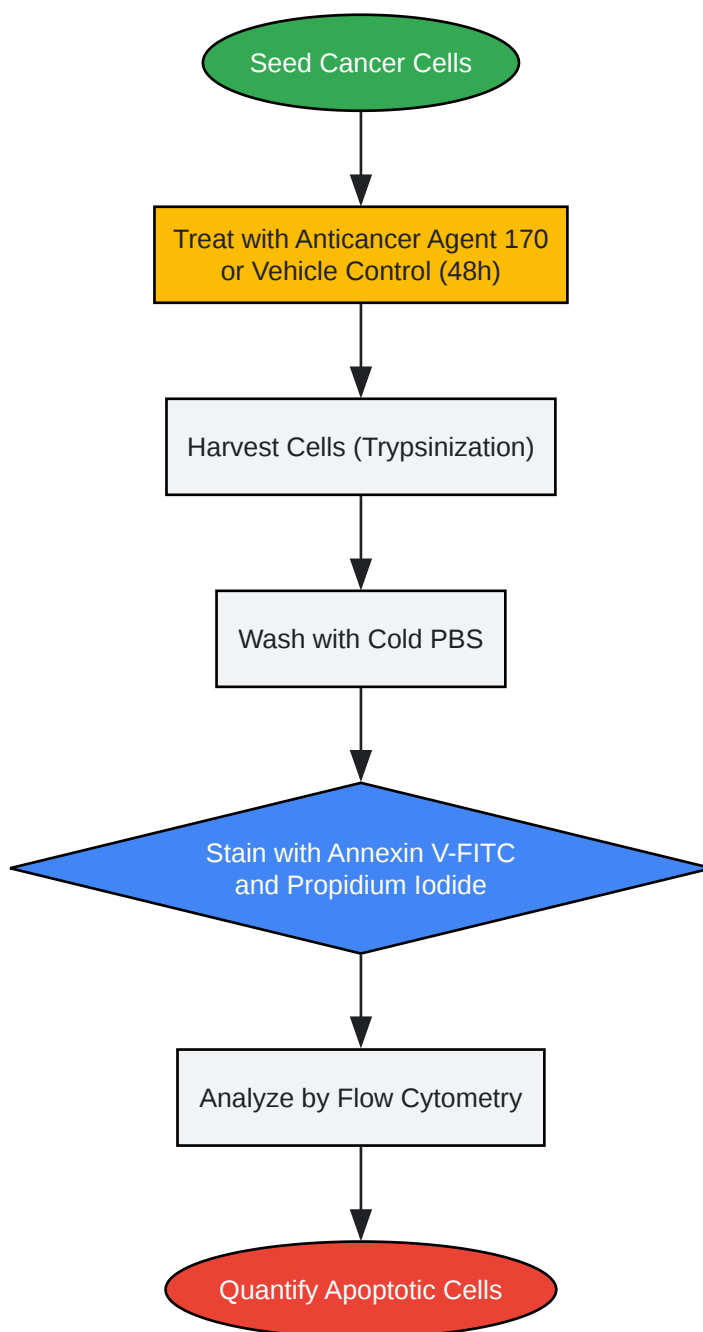 Seed Cancer Cells
Treat with Anticancer Agent 170
or Vehicle Control (48h)
Harvest Cells (Trypsinization)
Wash with Cold PBS
Stain with Annexin V-FITC
and Propidium Iodide
Analyze by Flow Cytometry
Quantify Apoptotic Cells